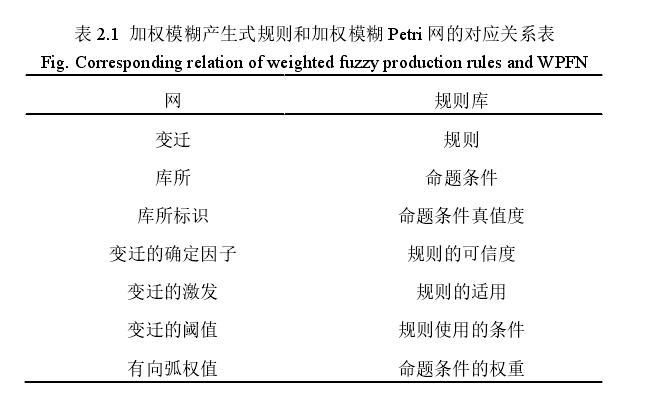 表 2.1 加权模糊产生式规则和加权模糊 Petri 网的对应关系表
Fig. Corresponding relation of weighted fuzzy production rules and WPFN
网 规则库
变迁 规则
库所 命题条件
库所标识 命题条件真值度
变迁的确定因子 规则的可信度
变迁的激发 规则的适用
变迁的阈值 规则使用的条件
有向弧权值 命题条件的权重